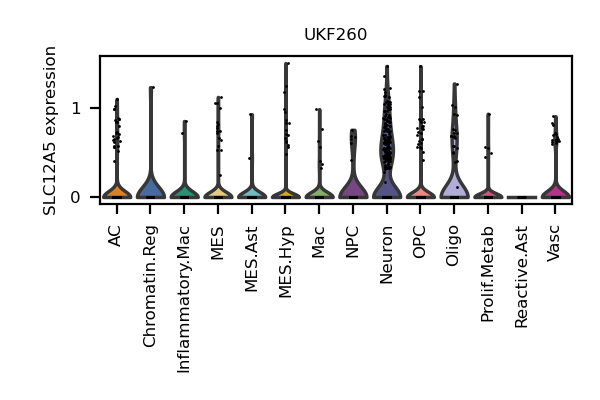 UKF260
SLC12A5 expression
1
0
AC
Chromatin.Reg
Inflammatory.Mac
MES
MES.Ast
MES.Hyp
Mac
NPC
Neuron
OPC
Oligo
Prolif.Metab
Reactive.Ast
Vasc